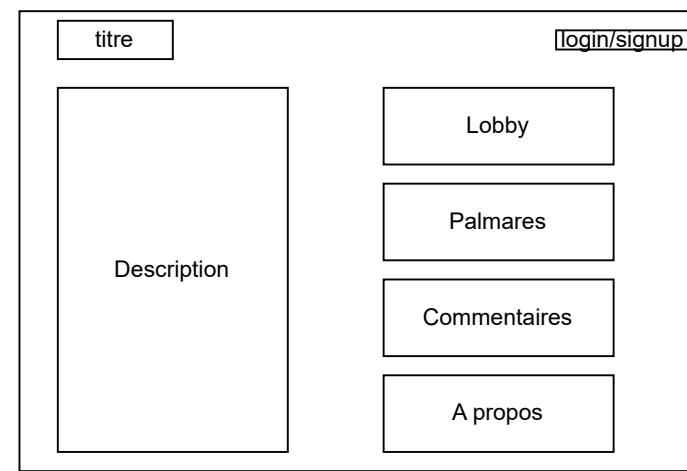 titre
login/signup
Description
Lobby
Palmares
Commentaires
A propos